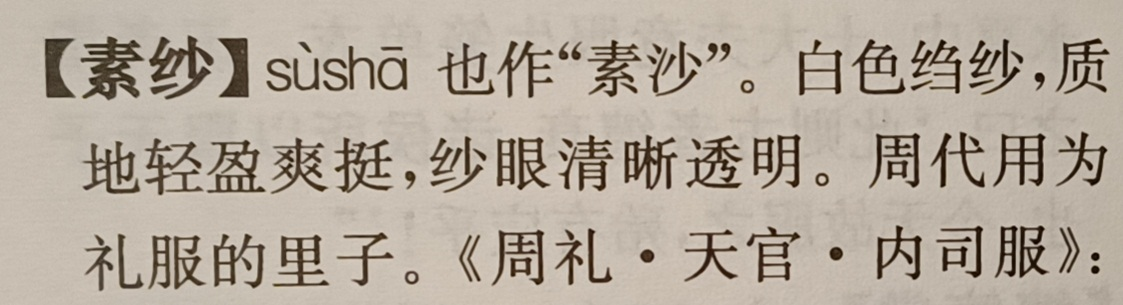 【素纱】sùshā 也作“素沙”。白色绉纱,质
地轻盈爽挺,纱眼清晰透明。周代用为
礼服的里子。《周礼·天官·内司服》: